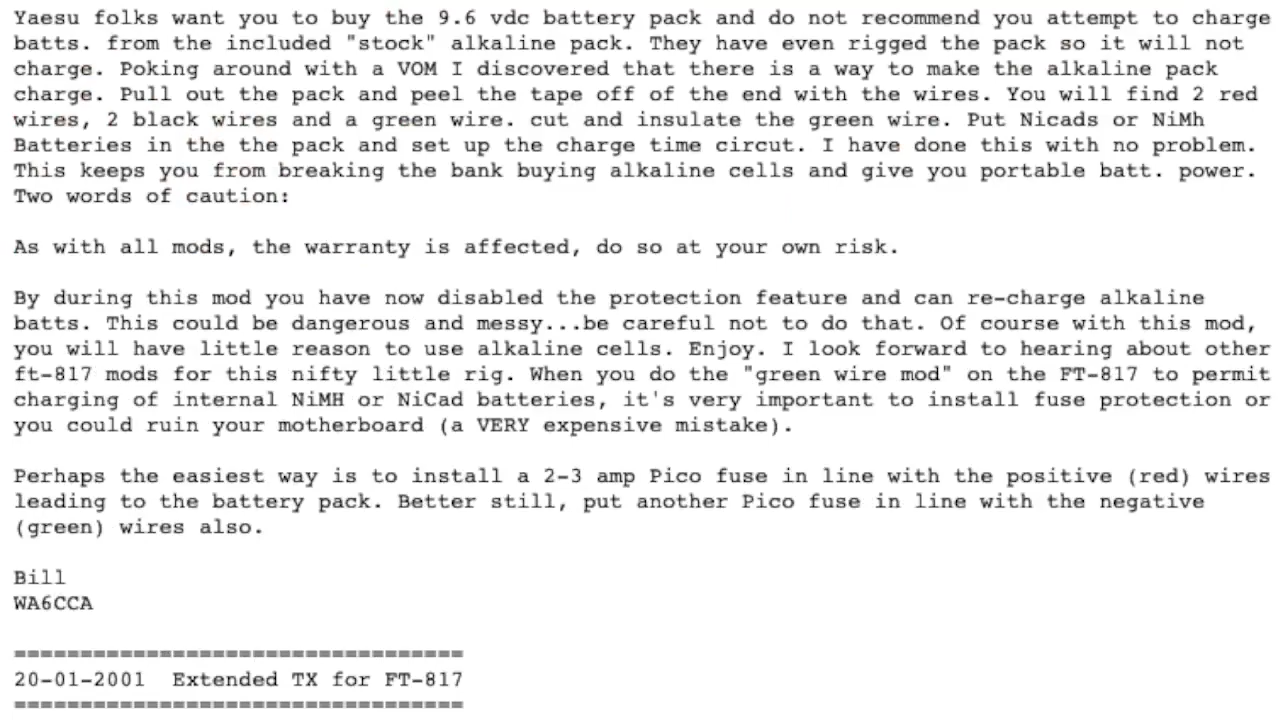 Yaesu folks want you to buy the 9.6 vdc battery pack and do not recommend you attempt to charge
batts. from the included "stock" alkaline pack. They have even rigged the pack so it will not
charge. Poking around with a VOM I discovered that there is a way to make the alkaline pack
charge. Pull out the pack and peel the tape off of the end with the wires. You will find 2 red
wires, 2 black wires and a green wire. cut and insulate the green wire. Put Nicads or NiMh
Batteries in the the pack and set up the charge time circut. I have done this with no problem.
This keeps you from breaking the bank buying alkaline cells and give you portable batt. power.
Two words of caution:

As with all mods, the warranty is affected, do so at your own risk.

By during this mod you have now disabled the protection feature and can re-charge alkaline
batts. This could be dangerous and messy...be careful not to do that. Of course with this mod,
you will have little reason to use alkaline cells. Enjoy. I look forward to hearing about other
ft-817 mods for this nifty little rig. When you do the "green wire mod" on the FT-817 to permit
charging of internal NiMH or NiCad batteries, it's very important to install fuse protection or
you could ruin your motherboard (a VERY expensive mistake).

Perhaps the easiest way is to install a 2-3 amp Pico fuse in line with the positive (red) wires
leading to the battery pack. Better still, put another Pico fuse in line with the negative
(green) wires also.

Bill
WA6CCA

==================================
20-01-2001  Extended TX for FT-817
==================================